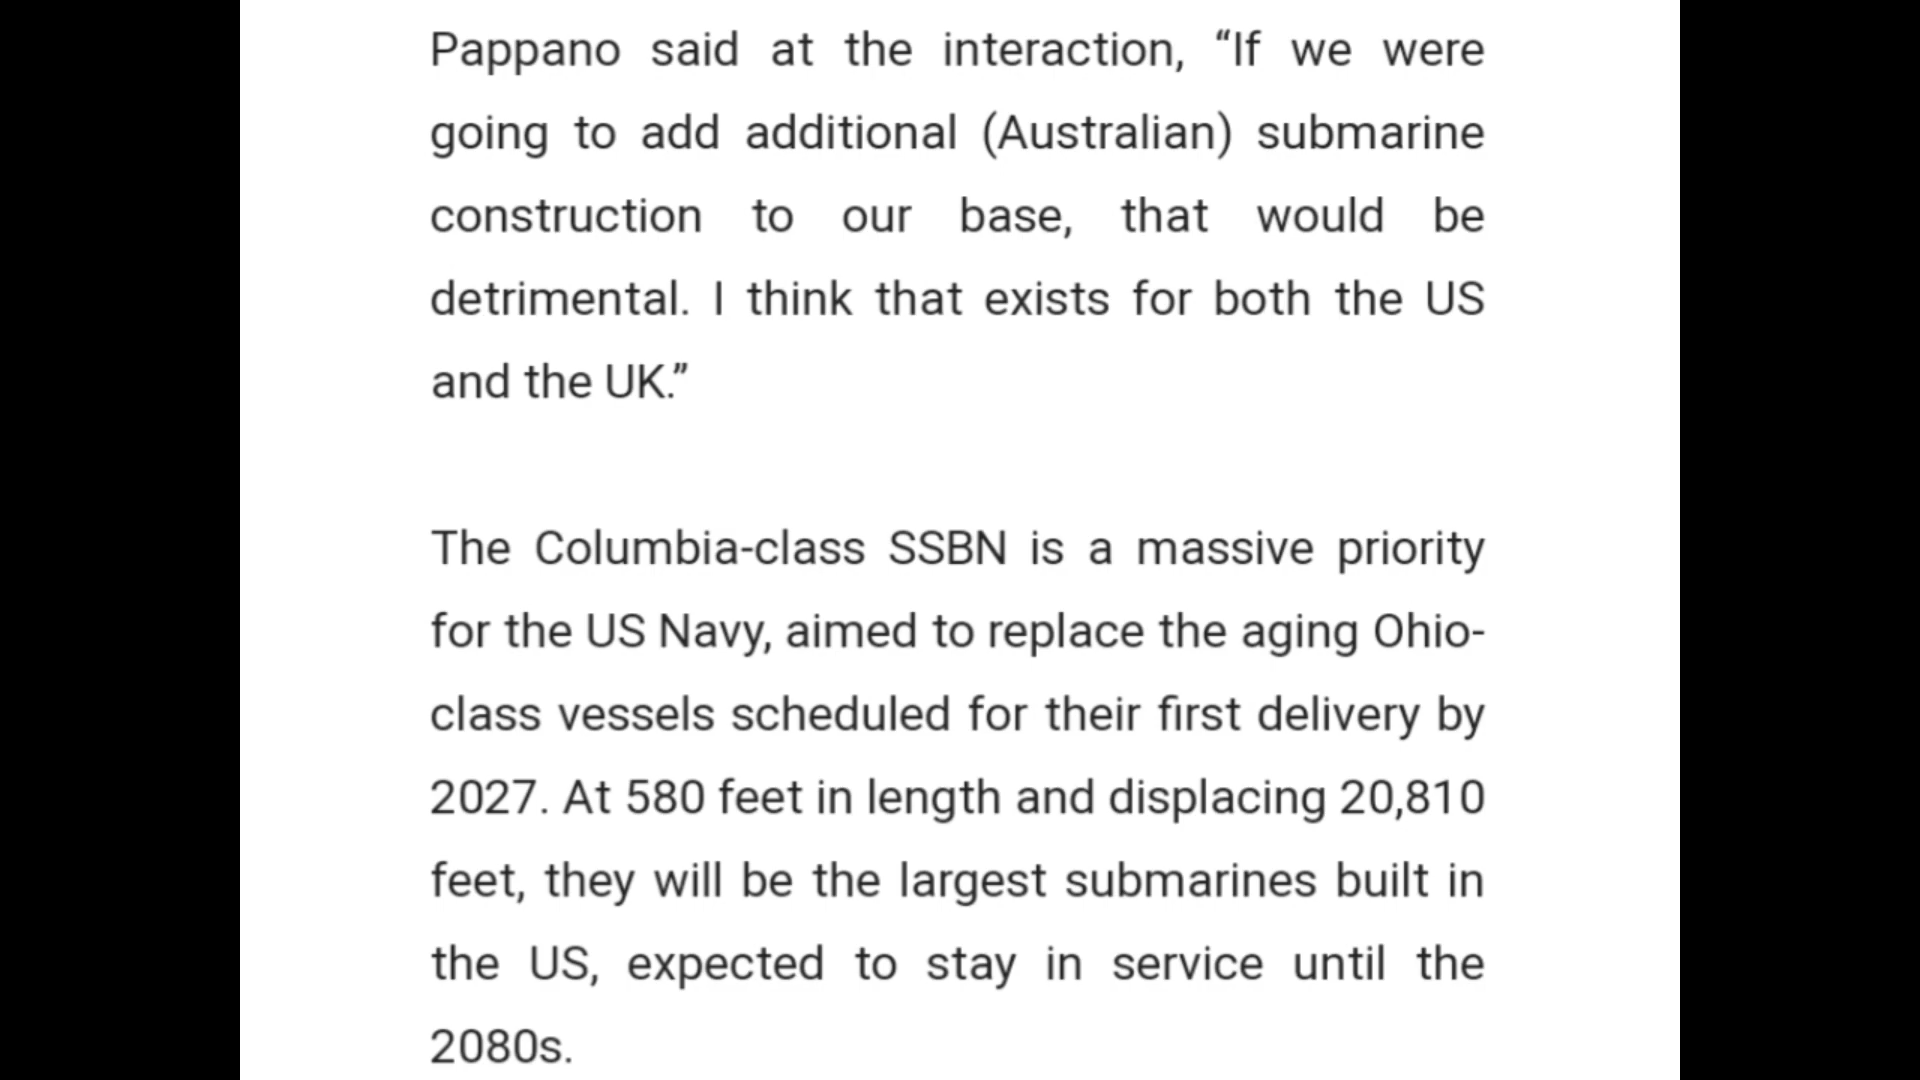 Pappano said at the interaction, “If we were
going to add additional (Australian) submarine
construction to our base, that would be
detrimental. I think that exists for both the US
and the UK.”
The Columbia-class SSBN is a massive priority
for the US Navy, aimed to replace the aging Ohio-
class vessels scheduled for their first delivery by
2027. At 580 feet in length and displacing 20,810
feet, they will be the largest submarines built in
the US, expected to stay in service until the
2080s.